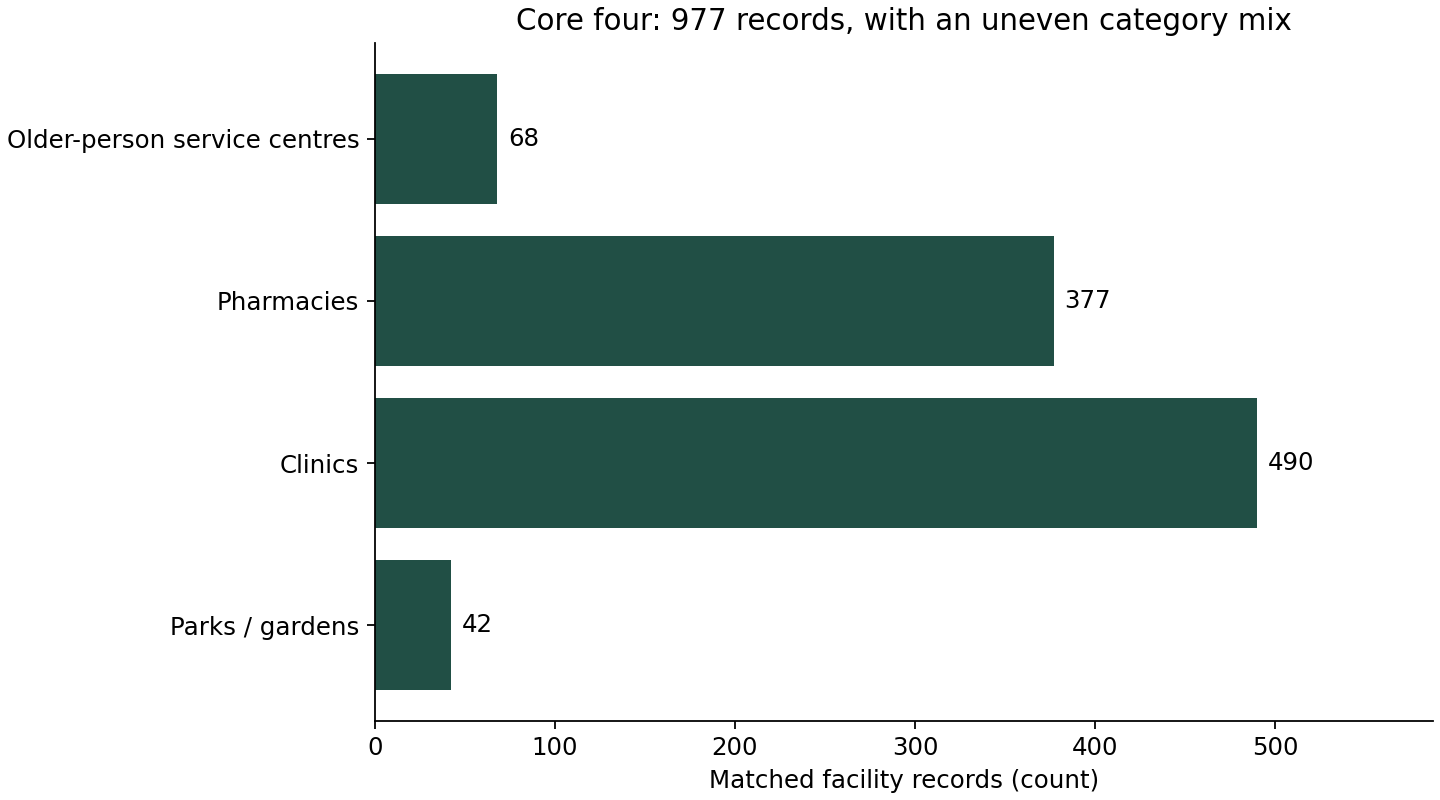 Core four: 977 records, with an uneven category mix
Older-person service centres
68
Pharmacies
377
Clinics
490
Parks / gardens
42
0 100 200 300 400 500
Matched facility records (count)